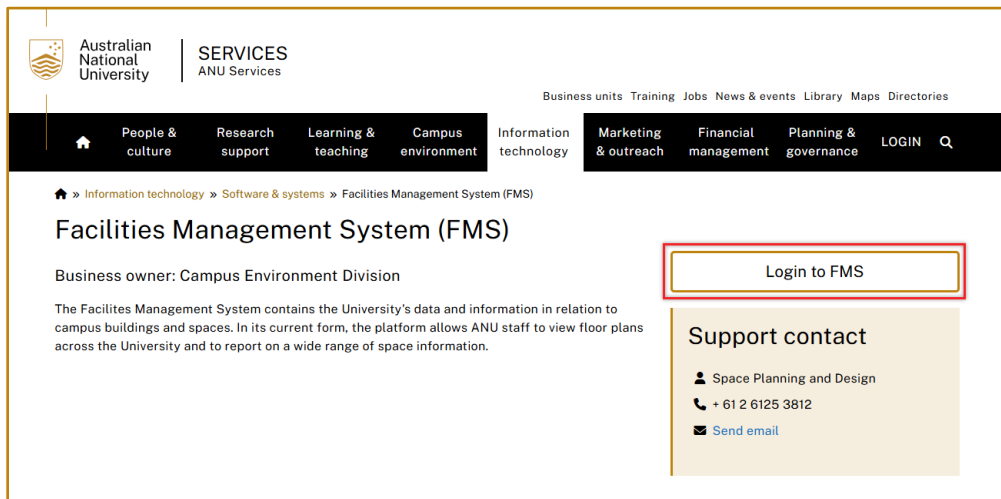 Australian
National
University
SERVICES
ANU Services
Business units Training Jobs News & events Library Maps Directories
People &
culture
Research
support
Learning &
teaching
Campus
environment
Information
technology
Marketing
& outreach
Financial
management
Planning &
governance
LOGIN
» Information technology » Software & systems » Facilities Management System (FMS)
Facilities Management System (FMS)
Business owner: Campus Environment Division
The Facilites Management System contains the University's data and information in relation to
campus buildings and spaces. In its current form, the platform allows ANU staff to view floor plans
across the University and to report on a wide range of space information.
Login to FMS
Support contact
Space Planning and Design
+ 61 2 6125 3812
Send email